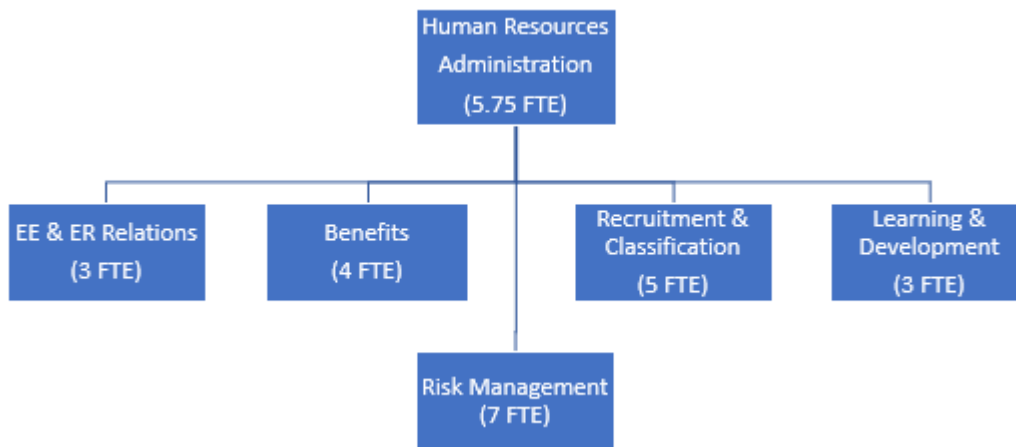 Human Resources
Administration
(5.75 FTE)
EE & ER Relations
(3 FTE)
Benefits
(4 FTE)
Recruitment &
Classification
(5 FTE)
Learning &
Development
(3 FTE)
Risk Management
(7 FTE)